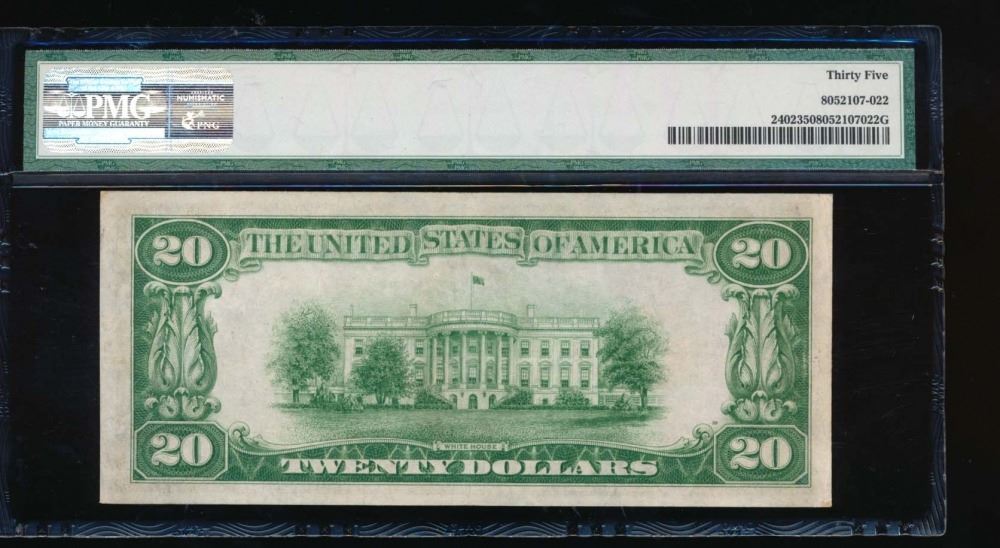 PMG
PAPER MONEY GUARANTY
NUMISMATIC
PNG
Thirty Five
8052107-022
24023508052107022G
20 THE UNITED STATES OF AMERICA 20
WHITE HOUSE
20 TWENTY DOLLARS 20